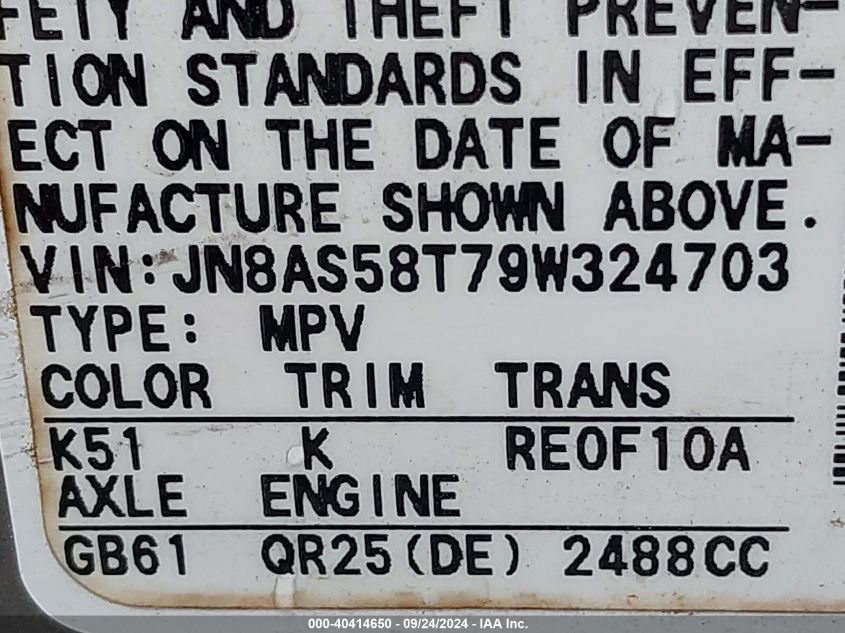 FETY AND THEFT PREVEN-
TION STANDARDS IN EFF-
ECT ON THE DATE OF MA-
NUFACTURE SHOWN ABOVE.
VIN:JN8AS58T79W324703
TYPE: MPV
COLOR TRIM TRANS
K51 K RE0F10A
AXLE ENGINE
GB61 QR25(DE) 2488CC
000-40414650 - 09/24/2024 - IAA Inc.